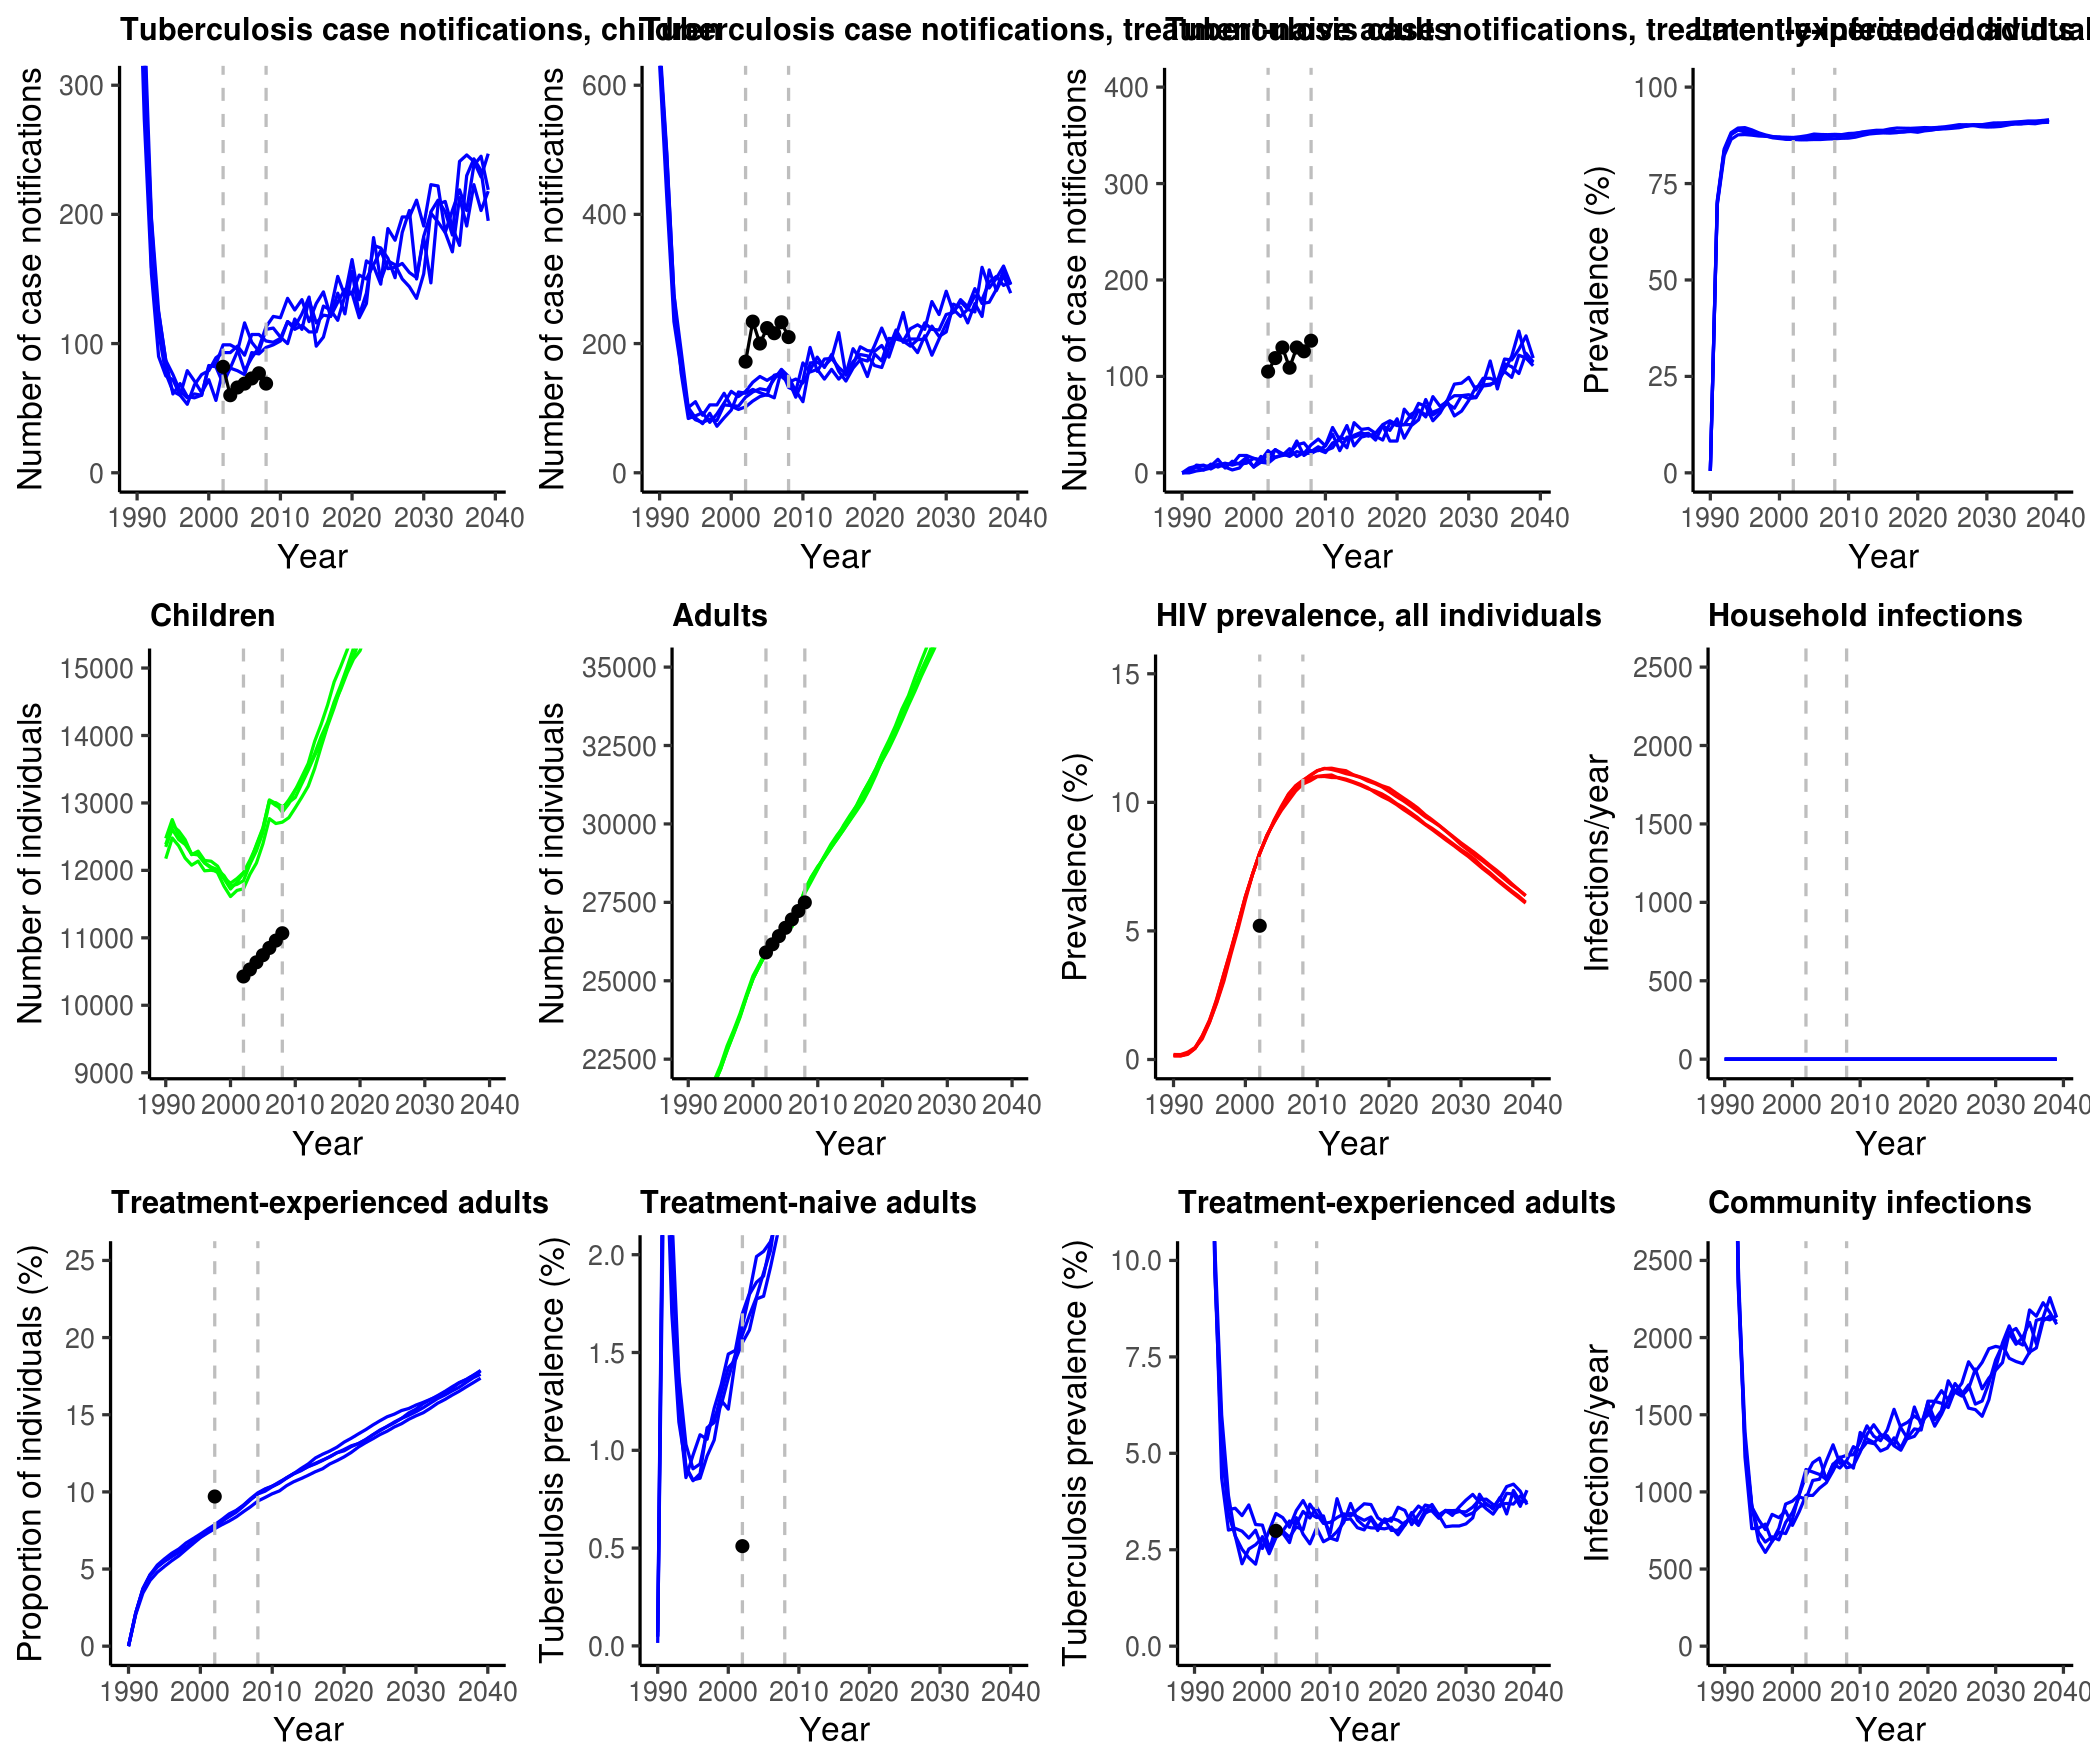 Tuberculosis case notifications, children
Tuberculosis case notifications, treatment-naive adults
Tuberculosis case notifications, treatment-experienced adults
Latently-infected individuals
Number of case notifications
300
200
100
0
1990 2000 2010 2020 2030 2040
Year
Number of case notifications
600
400
200
0
1990 2000 2010 2020 2030 2040
Year
Number of case notifications
400
300
200
100
0
1990 2000 2010 2020 2030 2040
Year
Prevalence (%)
100
75
50
25
0
1990 2000 2010 2020 2030 2040
Year
Children
Number of individuals
15000
14000
13000
12000
11000
10000
9000
1990 2000 2010 2020 2030 2040
Year
Adults
Number of individuals
35000
32500
30000
27500
25000
22500
1990 2000 2010 2020 2030 2040
Year
HIV prevalence, all individuals
Prevalence (%)
15
10
5
0
1990 2000 2010 2020 2030 2040
Year
Household infections
Infections/year
2500
2000
1500
1000
500
0
1990 2000 2010 2020 2030 2040
Year
Treatment-experienced adults
Proportion of individuals (%)
25
20
15
10
5
0
1990 2000 2010 2020 2030 2040
Year
Treatment-naive adults
Tuberculosis prevalence (%)
2.0
1.5
1.0
0.5
0.0
1990 2000 2010 2020 2030 2040
Year
Treatment-experienced adults
Tuberculosis prevalence (%)
10.0
7.5
5.0
2.5
0.0
1990 2000 2010 2020 2030 2040
Year
Community infections
Infections/year
2500
2000
1500
1000
500
0
1990 2000 2010 2020 2030 2040
Year